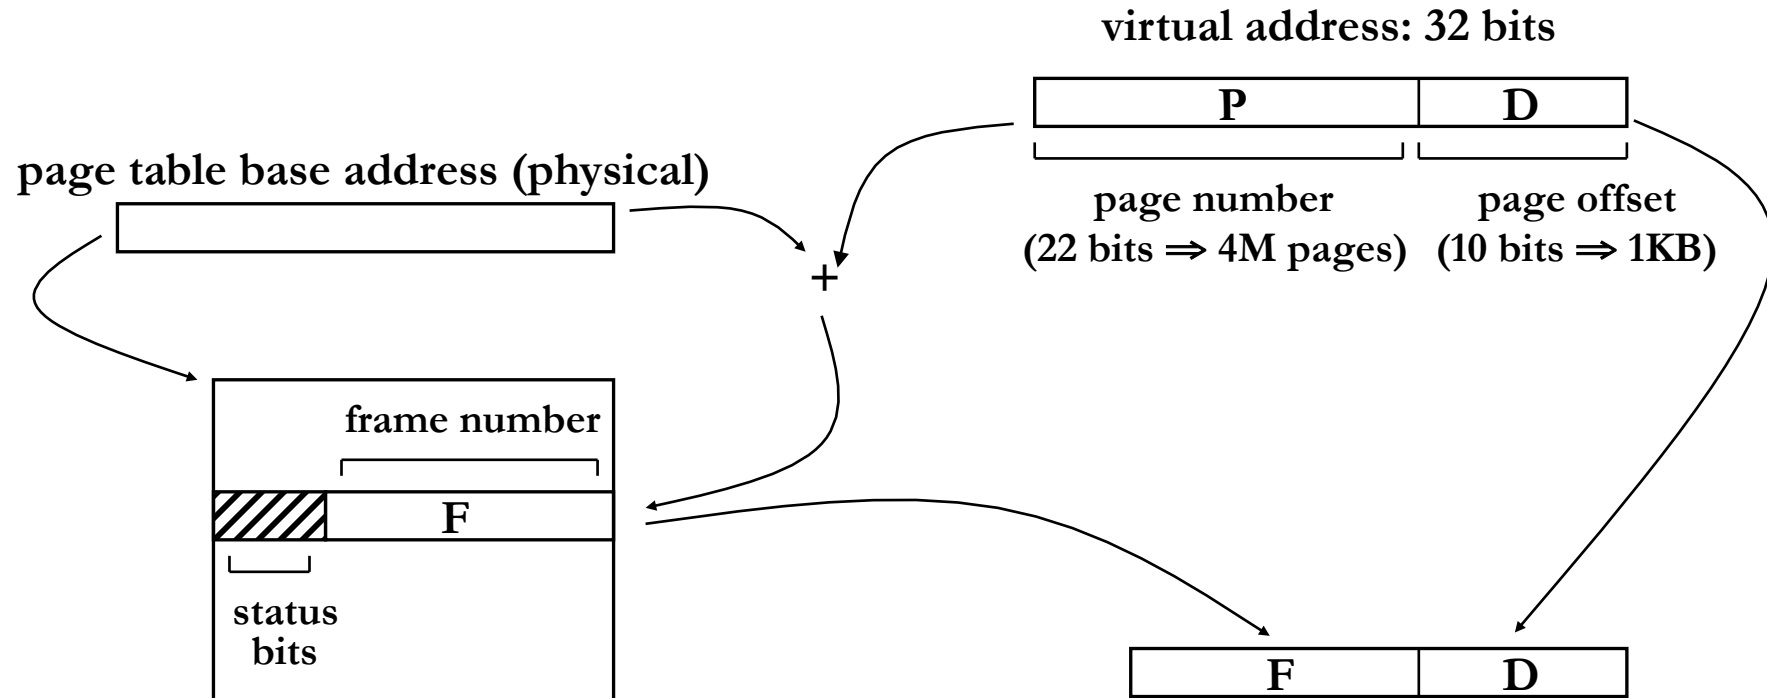 virtual address: 32 bits
P
D
page table base address (physical)
page number
(22 bits ⇒ 4M pages)
page offset
(10 bits ⇒ 1KB)
+
frame number
F
status
bits
F
D